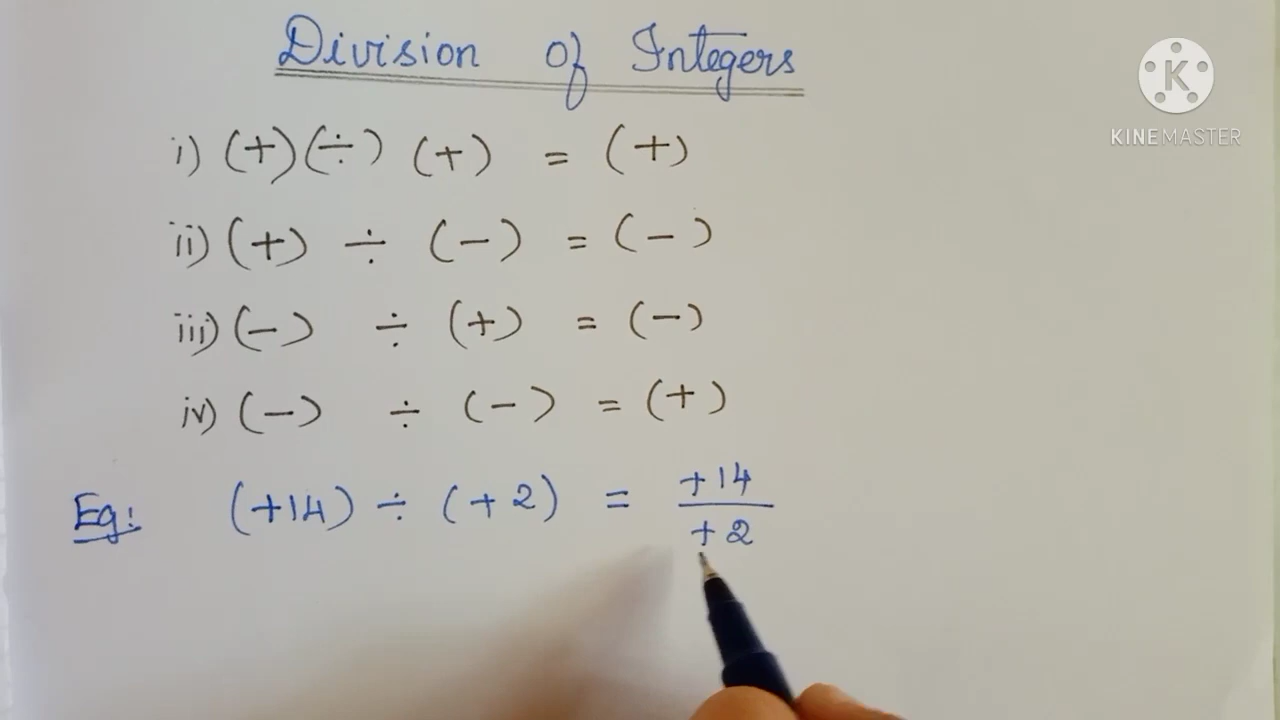 Division of Integers
K
KINEMASTER
i) (+) (÷) (+) = (+)
ii) (+) ÷ (-) = (-)
iii) (-) ÷ (+) = (-)
iv) (-) ÷ (-) = (+)
Eg: (+14) ÷ (+2) = +14
+2